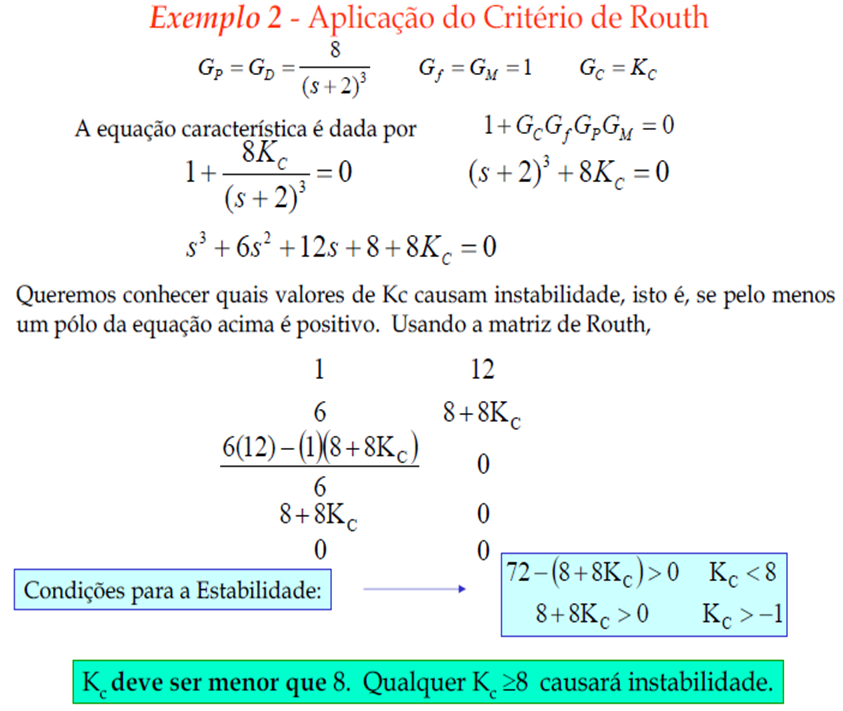 Exemplo 2 - Aplicação do Critério de Routh
G_P = G_D = 8/(s+2)³    G_f = G_M = 1    G_C = K_C
A equação característica é dada por    1+G_C G_f G_P G_M = 0
1 + 8K_C/(s+2)³ = 0    (s+2)³ + 8K_C = 0
s³ + 6s² + 12s + 8 + 8K_C = 0
Queremos conhecer quais valores de Kc causam instabilidade, isto é, se pelo menos
um pólo da equação acima é positivo. Usando a matriz de Routh,
1    12
6    8+8K_C
6(12)−(1)(8+8K_C)/6    0
8+8K_C    0
0    0
Condições para a Estabilidade:
72−(8+8K_C)>0    K_C<8
8+8K_C>0    K_C>−1
K_c deve ser menor que 8. Qualquer K_c ≥8 causará instabilidade.